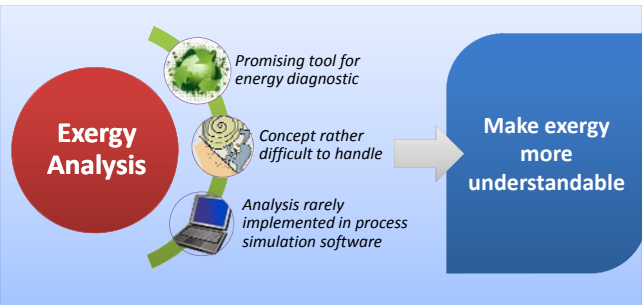 Exergy
Analysis
Promising tool for
energy diagnostic
Concept rather
difficult to handle
Analysis rarely
implemented in process
simulation software
Make exergy
more
understandable